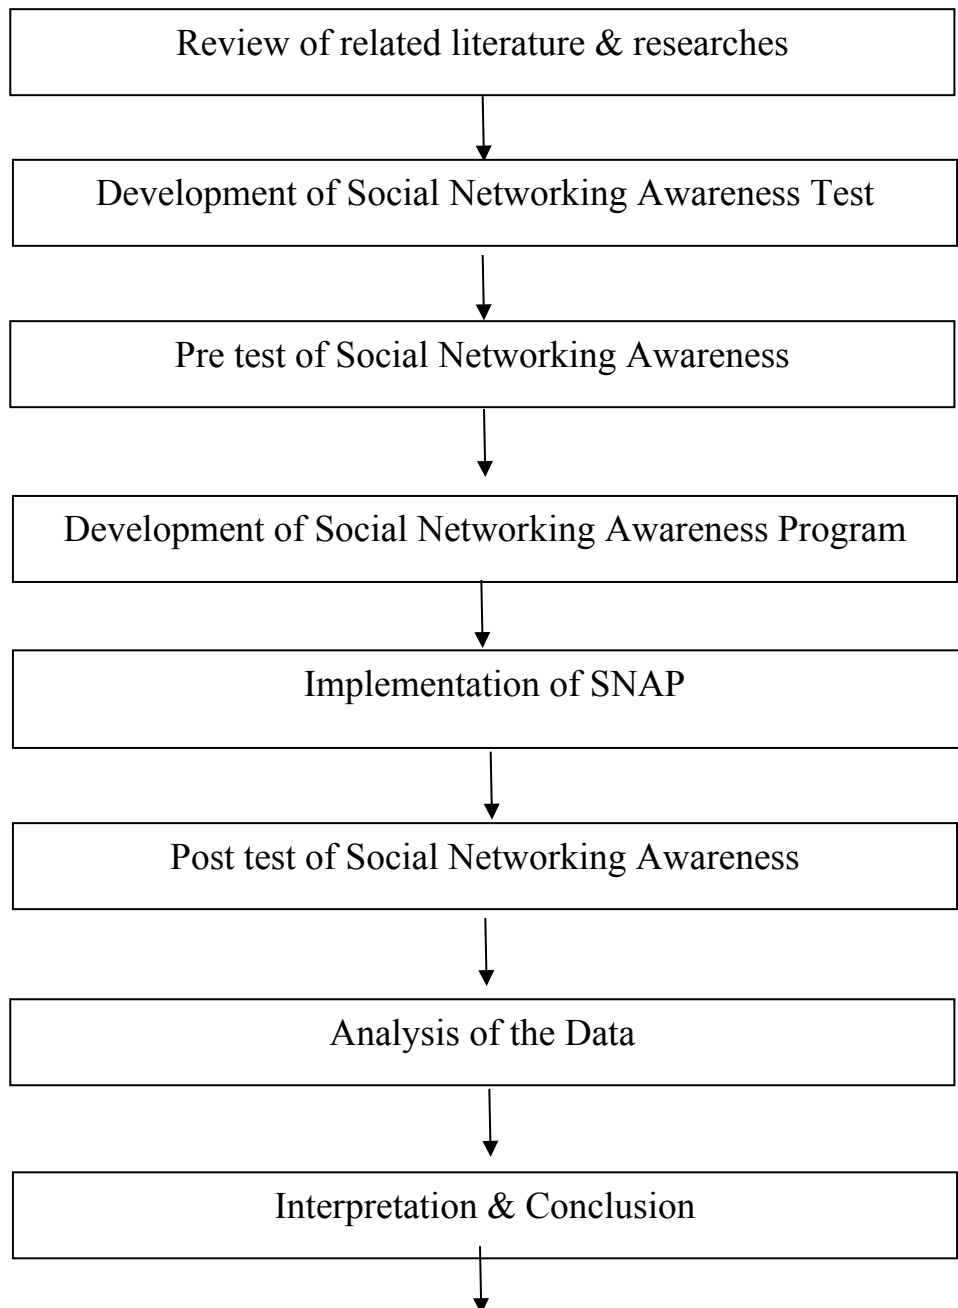 Review of related literature & researches
Development of Social Networking Awareness Test
Pre test of Social Networking Awareness
Development of Social Networking Awareness Program
Implementation of SNAP
Post test of Social Networking Awareness
Analysis of the Data
Interpretation & Conclusion